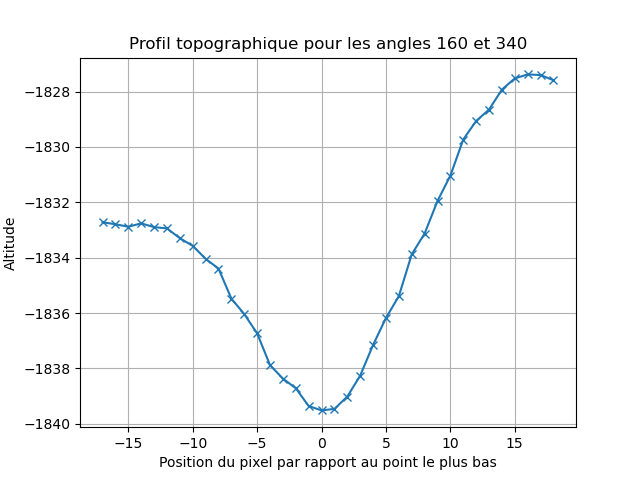 Profil topographique pour les angles 160 et 340
Altitude
−1828
−1830
−1832
−1834
−1836
−1838
−1840
−15 −10 −5 0 5 10 15
Position du pixel par rapport au point le plus bas